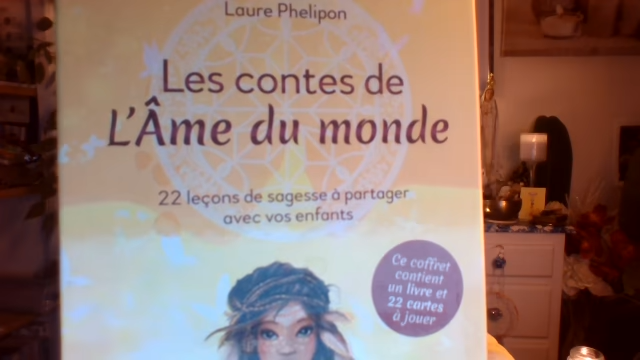 Laure Phelipon
Les contes de
L'Âme du monde
22 leçons de sagesse à partager
avec vos enfants
Ce coffret
contient
un livre et
22 cartes
à jouer